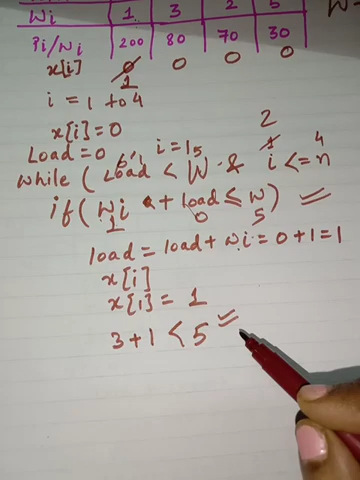 Wi 1 3 2 5
Pi/Wi 200 80 70 30
x[i] 0 0 0 0
1
i = 1 to 4
x[i]=0
Load=0 i=1 5 2
while ( Load < W & i <= n 4
if( Wi + load ≤ W )
1 0 5
load = load + wi = 0+1=1
x[i]
x[1] = 1
3+1 < 5